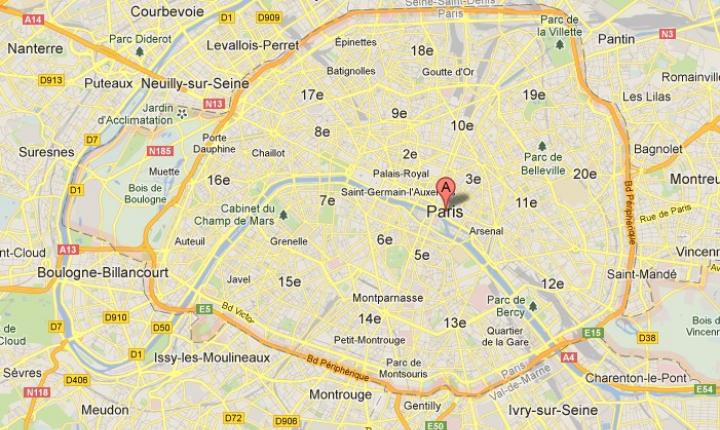 Seine-Saint-Denis
Paris
Courbevoie
D1
D909
Parc de
la Villette
Nanterre
Parc Diderot
Levallois-Perret
Épinettes
18e
Pantin
N3
Batignolles
Goutte d'Or
D913
Puteaux
Neuilly-sur-Seine
Romainville
17e
19e
Les Lilas
Jardin
d'Acclimatation
N13
9e
10e
8e
D7
Porte
Dauphine
Suresnes
N185
Chaillot
2e
Parc de
Belleville
Bagnolet
Muette
Palais-Royal
16e
3e
20e
Montreu
D1
Bois de
Boulogne
Saint-Germain-l'Auxer
A
7e
11e
Bd Périphérique
Cabinet du
Champ de Mars
Paris
Rue de Paris
Auteuil
Grenelle
6e
Arsenal
nt-Cloud
A13
5e
Vincenn
Boulogne-Billancourt
Saint-Mandé
Av
Javel
15e
12e
Montparnasse
E5
Bd Victor
Parc de
Bercy
D910
14e
13e
Bois de
Vincenne
de
Cloud
D7
D50
Petit-Montrouge
Quartier
de la Gare
E15
D38
D1
Issy-les-Moulineaux
Bd Périphérique
Parc de
Montsouris
Paris
Val-de-Marne
A4
Sèvres
D406
Charenton-le-Pont
N118
E54
Meudon
Montrouge
Gentilly
Ivry-sur-Seine
D72
D906
E50